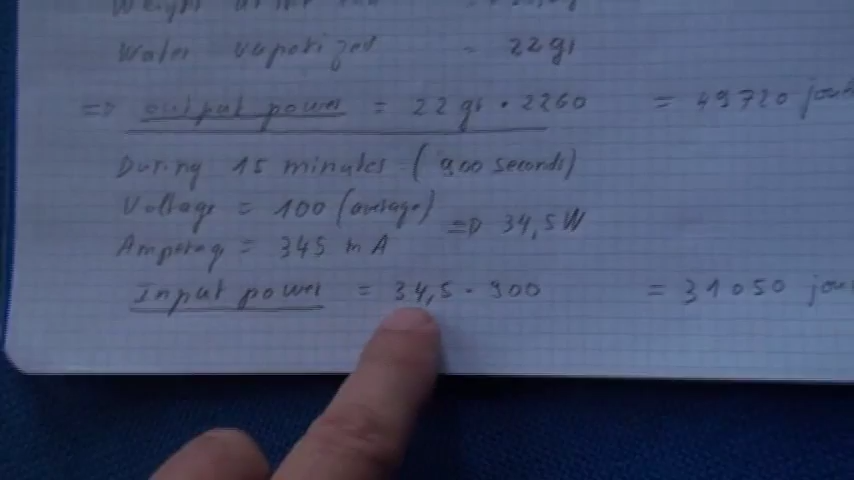 Water vaporized = 22gr
=> output power = 22 gr • 2260 = 49720
During 15 minutes (900 seconds)
Voltage = 100 (average) => 34,5W
Amperag = 345 mA
Input power = 34,5 • 900 = 31050